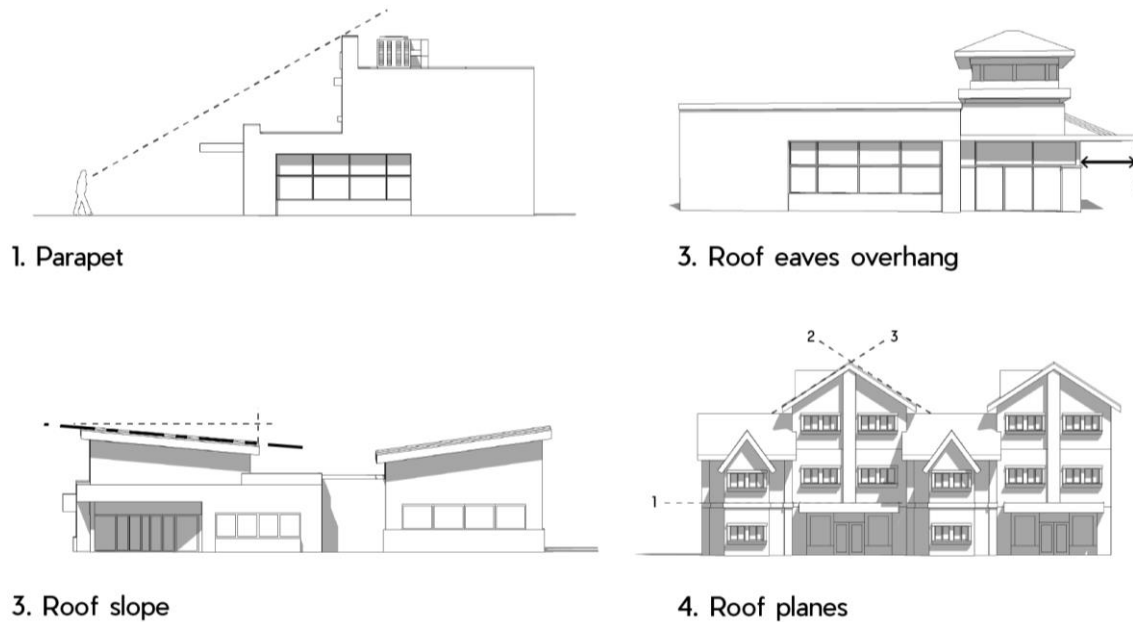 1. Parapet
3. Roof eaves overhang
2
3
1
3. Roof slope
4. Roof planes